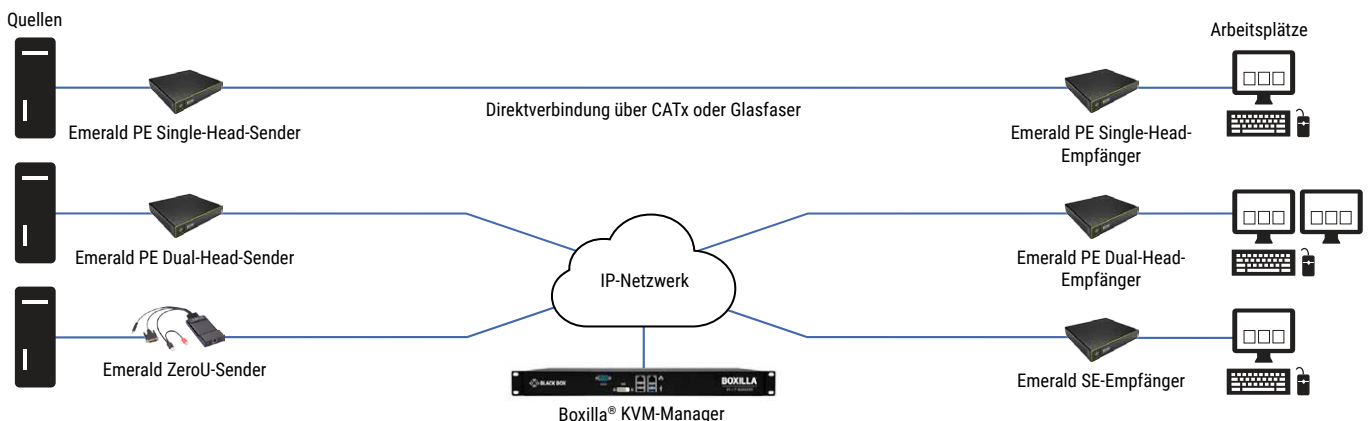 Quellen
Arbeitsplätze
Emerald PE Single-Head-Sender
Direktverbindung über CATx oder Glasfaser
Emerald PE Single-Head-
Empfänger
Emerald PE Dual-Head-Sender
IP-Netzwerk
Emerald PE Dual-Head-
Empfänger
Emerald ZeroU-Sender
Emerald SE-Empfänger
BLACK BOX
BOXILLA
Boxilla® KVM-Manager